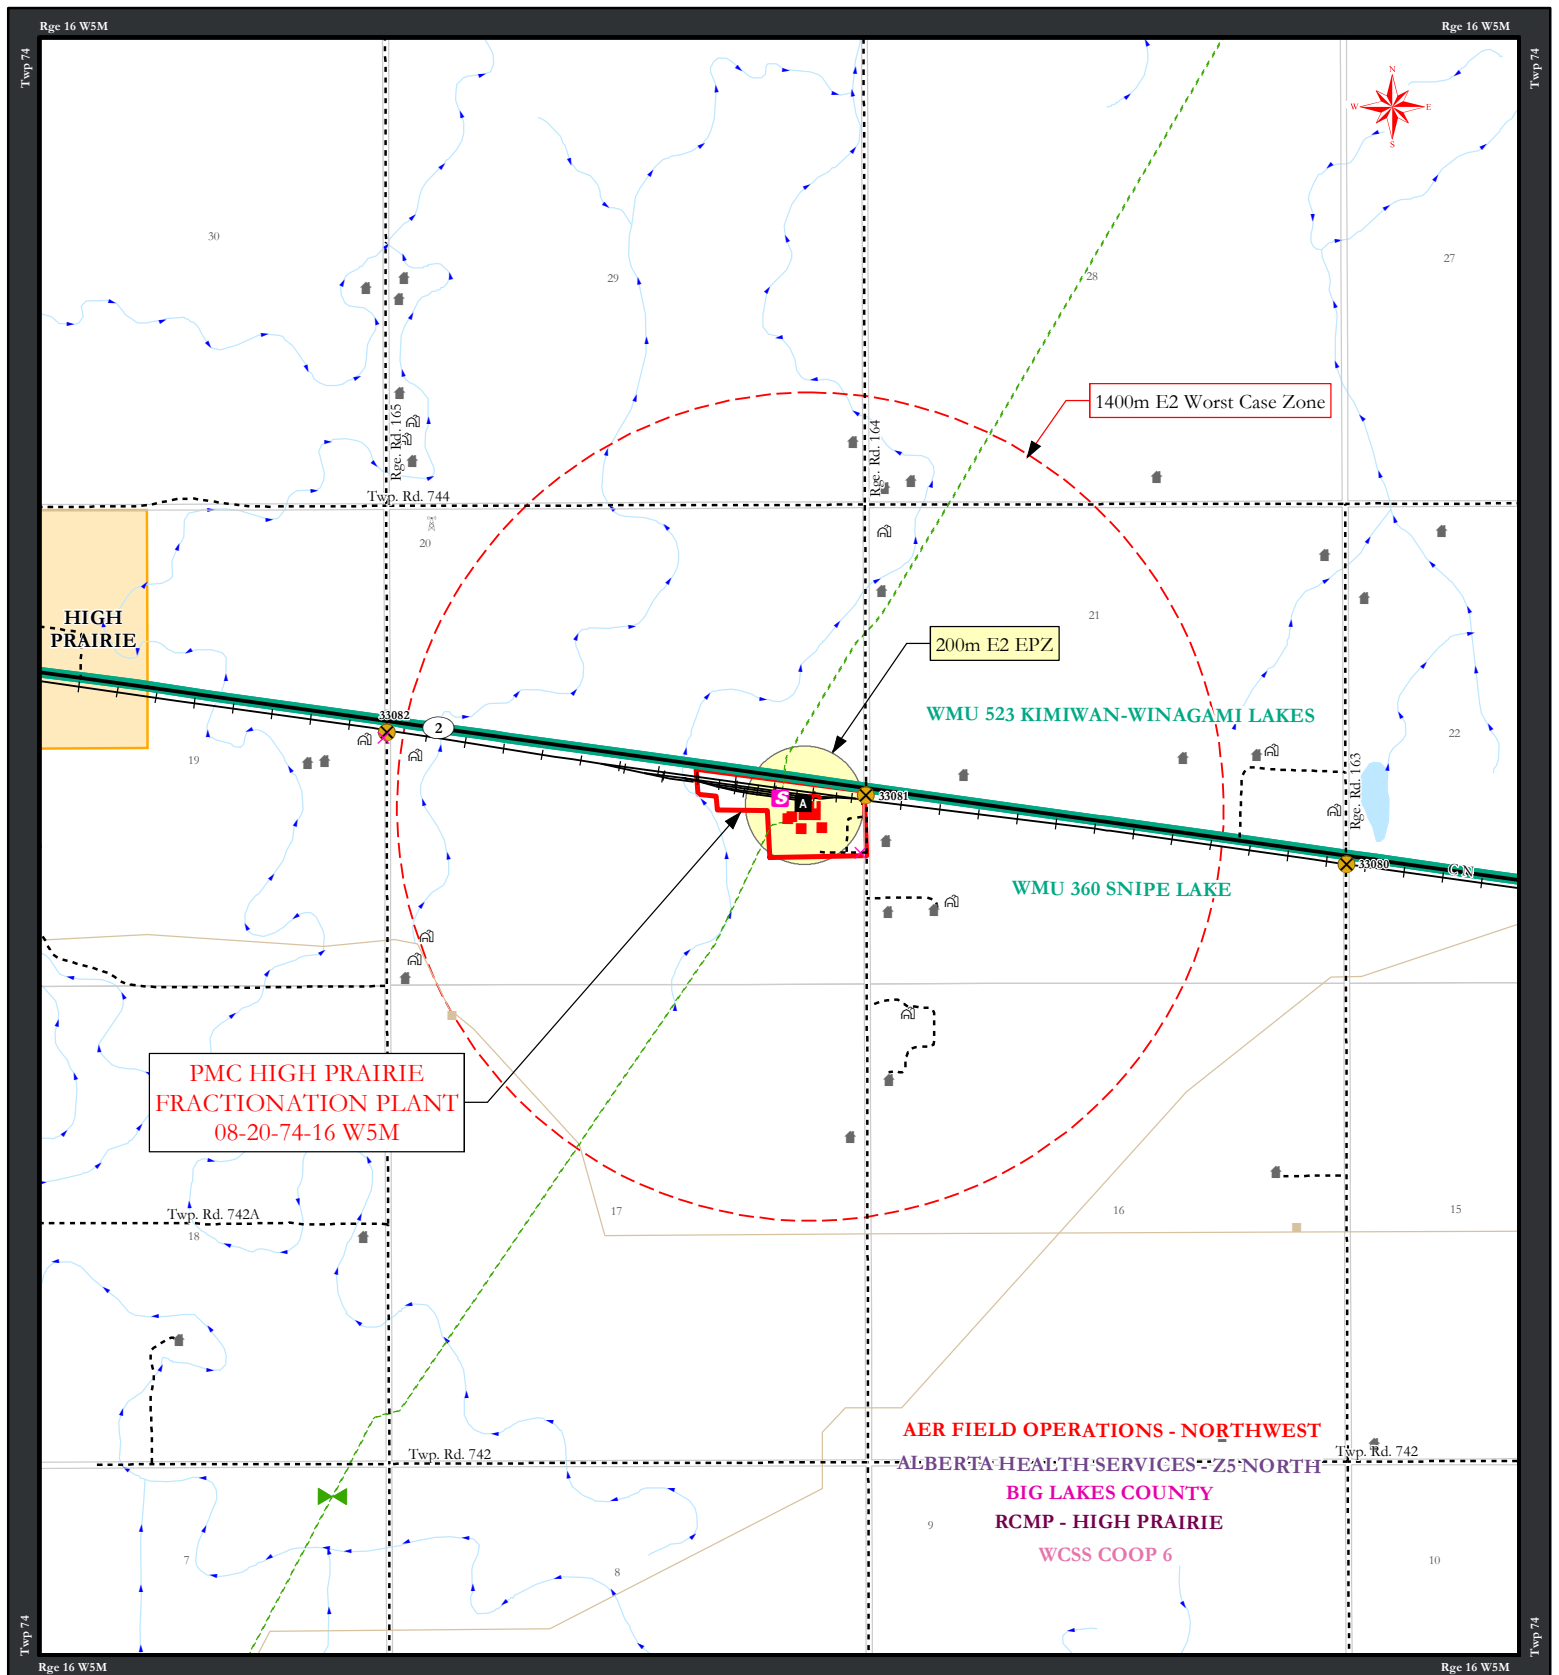 Rge 16 W5M
Rge 16 W5M
Twp 74
Twp 74
N
W
E
S
30
29
28
27
1400m E2 Worst Case Zone
Rge. Rd. 165
Rge. Rd. 164
Twp. Rd. 744
20
HIGH
PRAIRIE
21
200m E2 EPZ
33082
2
WMU 523 KIMIWAN-WINAGAMI LAKES
22
19
S
A
33081
Rge. Rd. 163
33080
C N
WMU 360 SNIPE LAKE
PMC HIGH PRAIRIE
FRACTIONATION PLANT
08-20-74-16 W5M
Twp. Rd. 742A
18
17
16
15
AER FIELD OPERATIONS - NORTHWEST
Twp. Rd. 742
Twp. Rd. 742
ALBERTA HEALTH SERVICES - Z5 NORTH
BIG LAKES COUNTY
RCMP - HIGH PRAIRIE
WCSS COOP 6
7
8
9
10
Twp 74
Twp 74
Rge 16 W5M
Rge 16 W5M